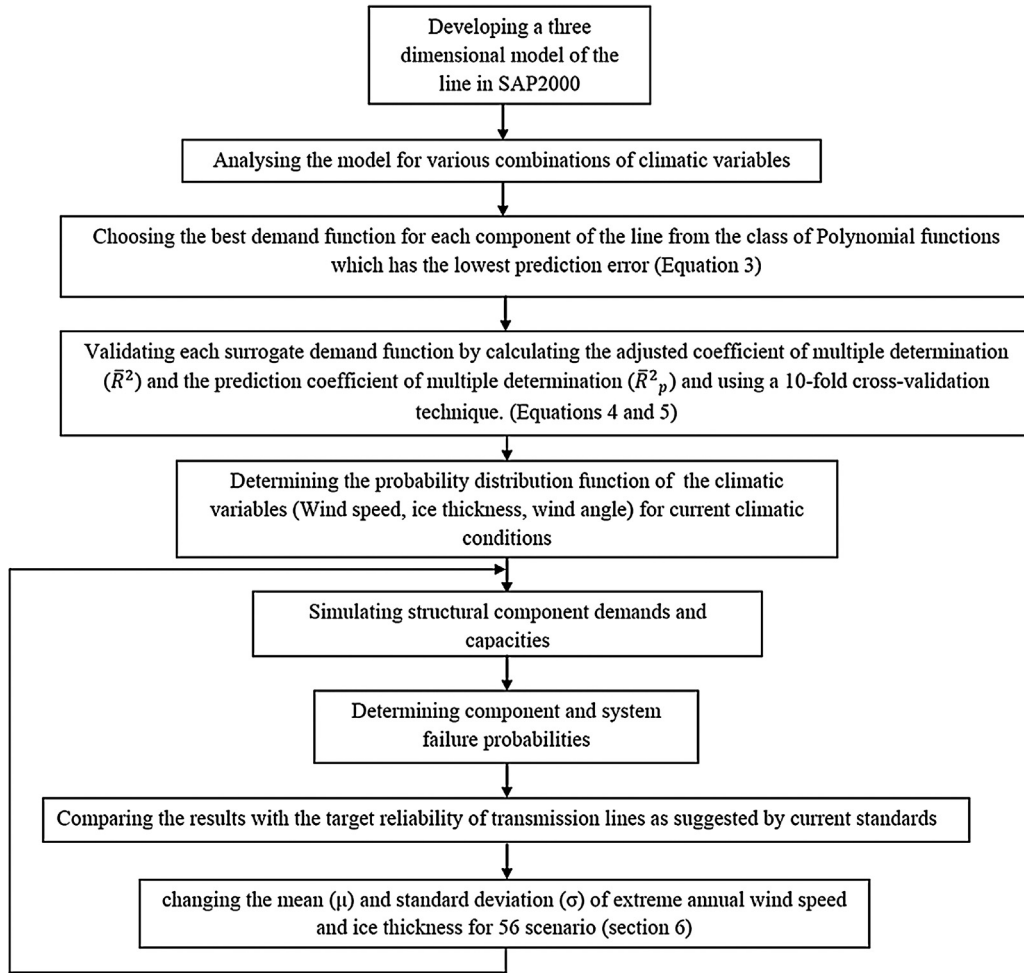 Developing a three
dimensional model of the
line in SAP2000
Analysing the model for various combinations of climatic variables
Choosing the best demand function for each component of the line from the class of Polynomial functions
which has the lowest prediction error (Equation 3)
Validating each surrogate demand function by calculating the adjusted coefficient of multiple determination
(R̄²) and the prediction coefficient of multiple determination (R̄²ₚ) and using a 10-fold cross-validation
technique. (Equations 4 and 5)
Determining the probability distribution function of the climatic
variables (Wind speed, ice thickness, wind angle) for current climatic
conditions
Simulating structural component demands and
capacities
Determining component and system
failure probabilities
Comparing the results with the target reliability of transmission lines as suggested by current standards
changing the mean (μ) and standard deviation (σ) of extreme annual wind speed
and ice thickness for 56 scenario (section 6)